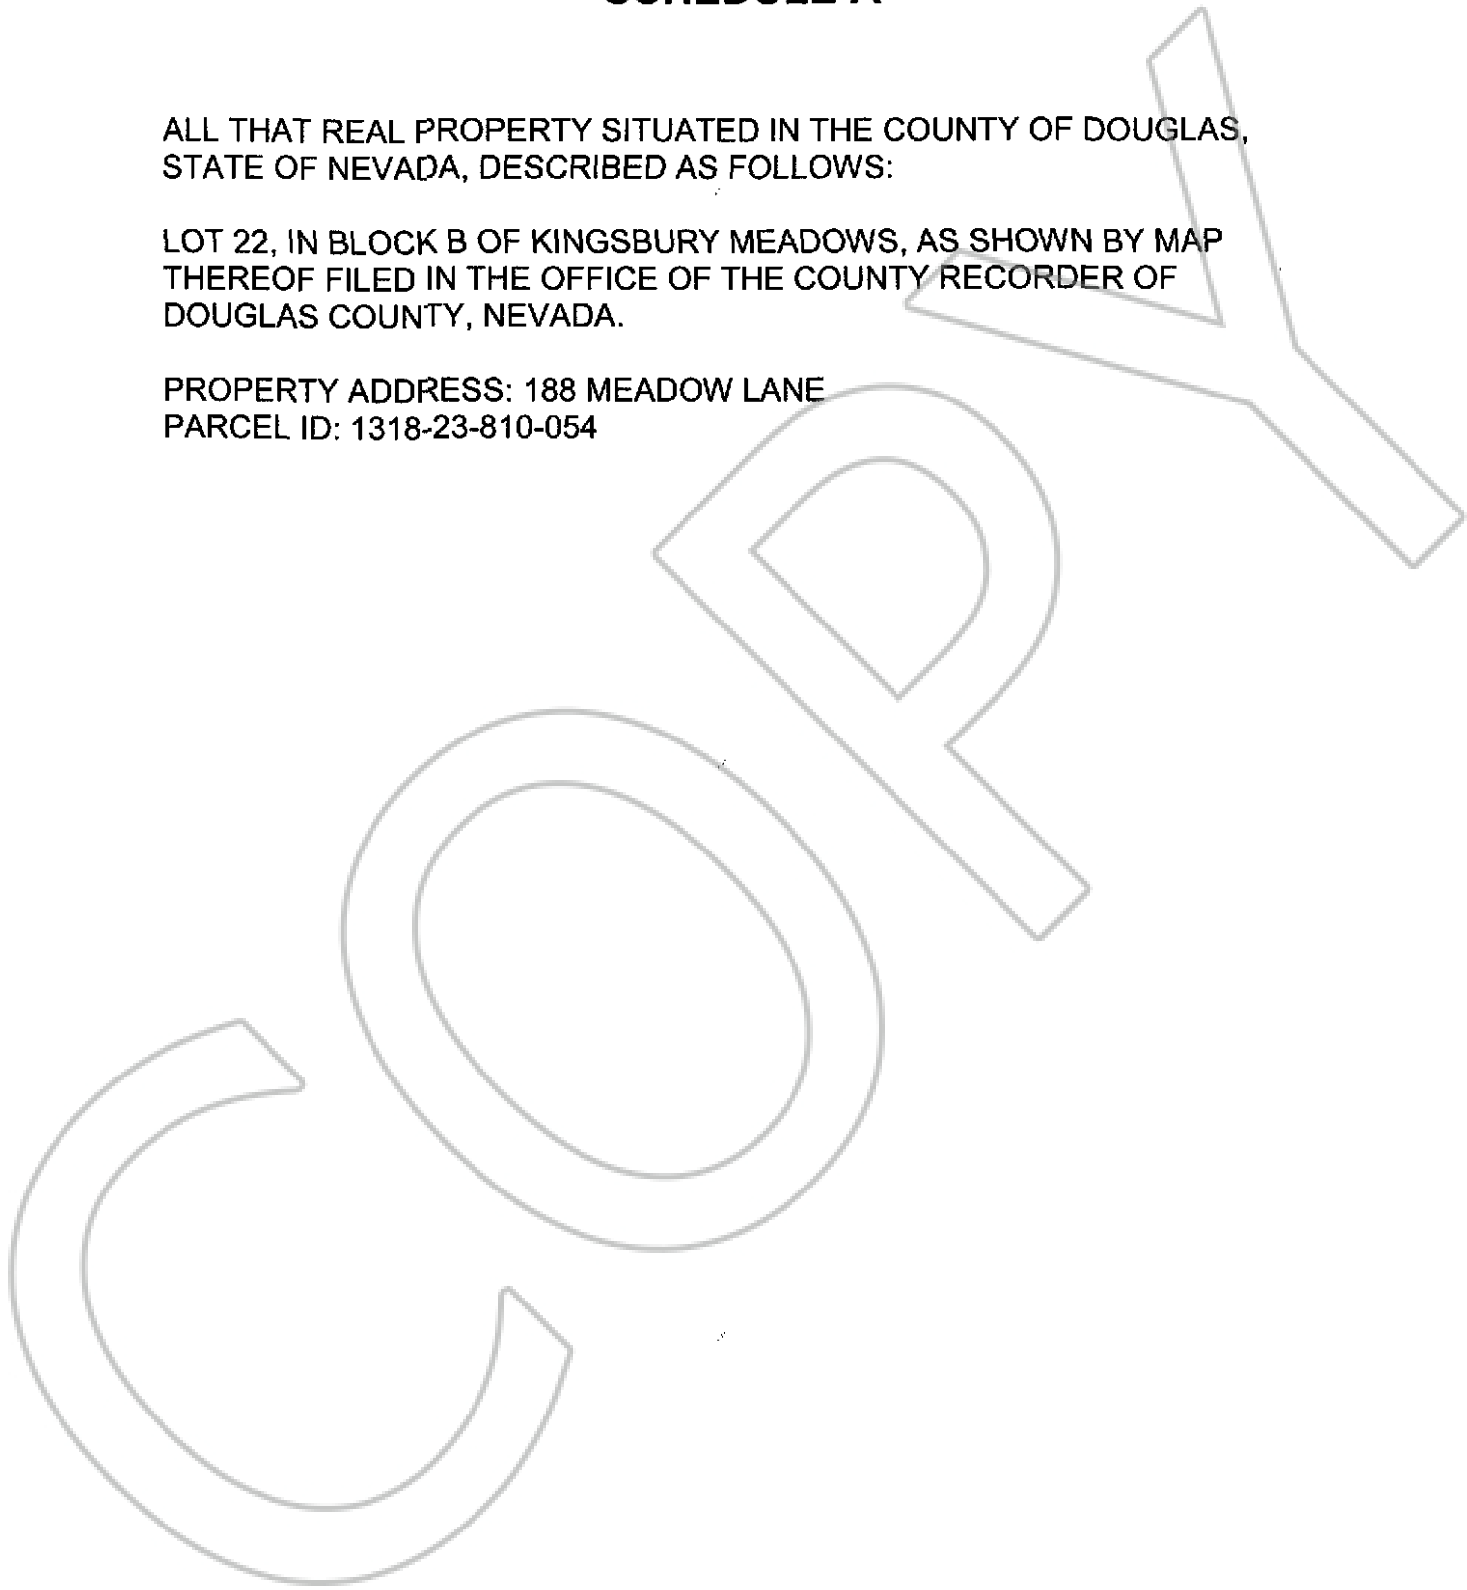 SCHEDULE A
ALL THAT REAL PROPERTY SITUATED IN THE COUNTY OF DOUGLAS,
STATE OF NEVADA, DESCRIBED AS FOLLOWS:
LOT 22, IN BLOCK B OF KINGSBURY MEADOWS, AS SHOWN BY MAP
THEREOF FILED IN THE OFFICE OF THE COUNTY RECORDER OF
DOUGLAS COUNTY, NEVADA.
PROPERTY ADDRESS: 188 MEADOW LANE
PARCEL ID: 1318-23-810-054
COPY